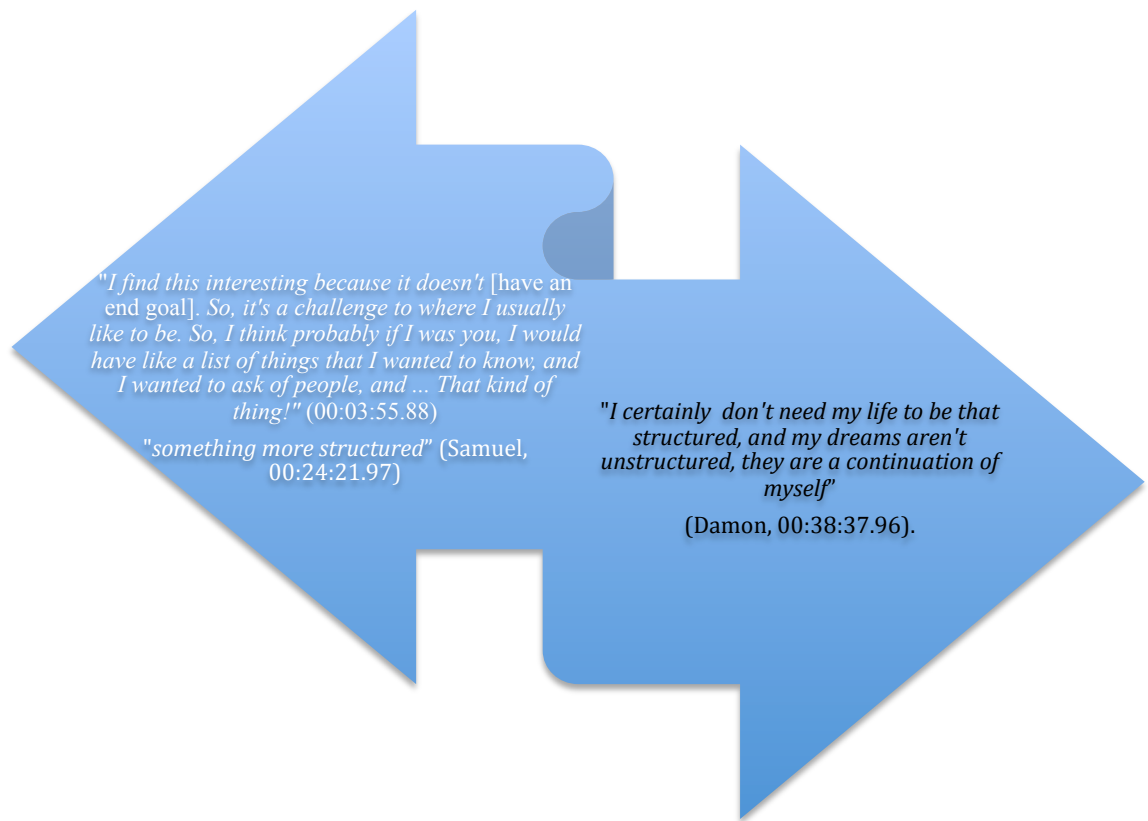 "I find this interesting because it doesn't [have an
end goal]. So, it's a challenge to where I usually
like to be. So, I think probably if I was you, I would
have like a list of things that I wanted to know, and
I wanted to ask of people, and ... That kind of
thing!" (00:03:55.88)
"something more structured” (Samuel,
00:24:21.97)
"I certainly  don't need my life to be that
structured, and my dreams aren't
unstructured, they are a continuation of
myself”
(Damon, 00:38:37.96).